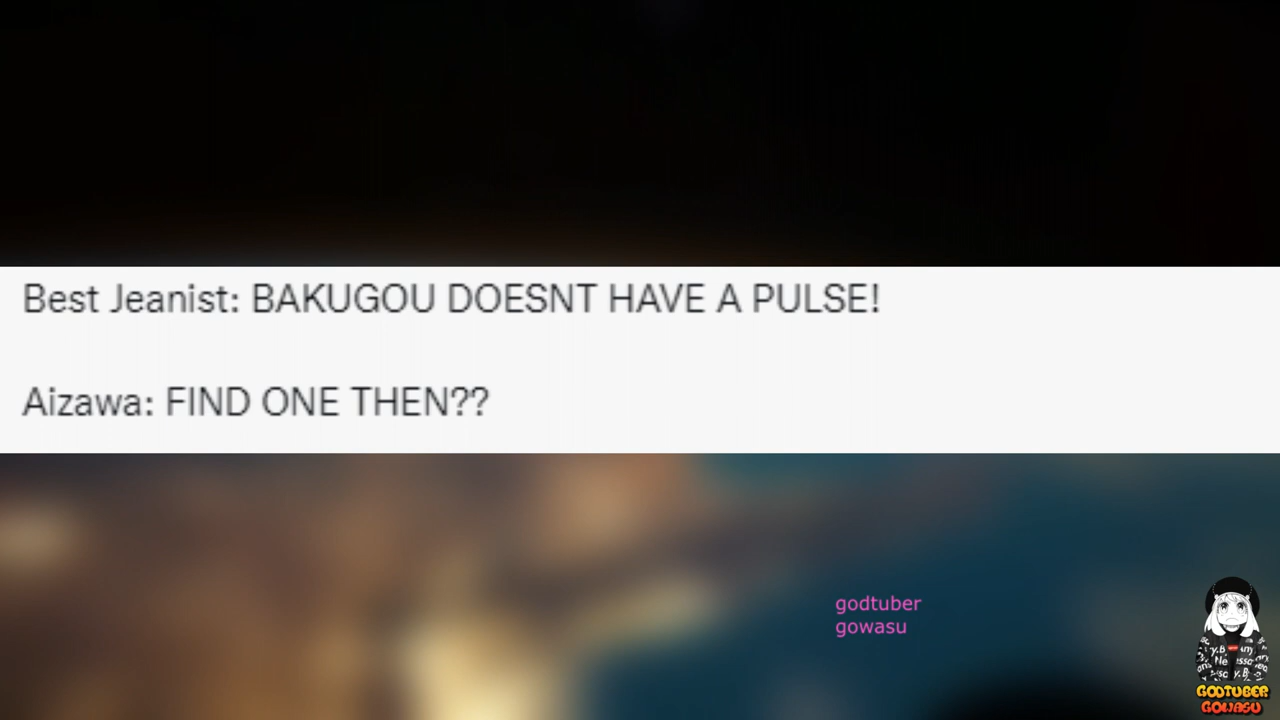 Best Jeanist: BAKUGOU DOESNT HAVE A PULSE!
Aizawa: FIND ONE THEN??
godtuber
gowasu
GODTUBER
GOWASU